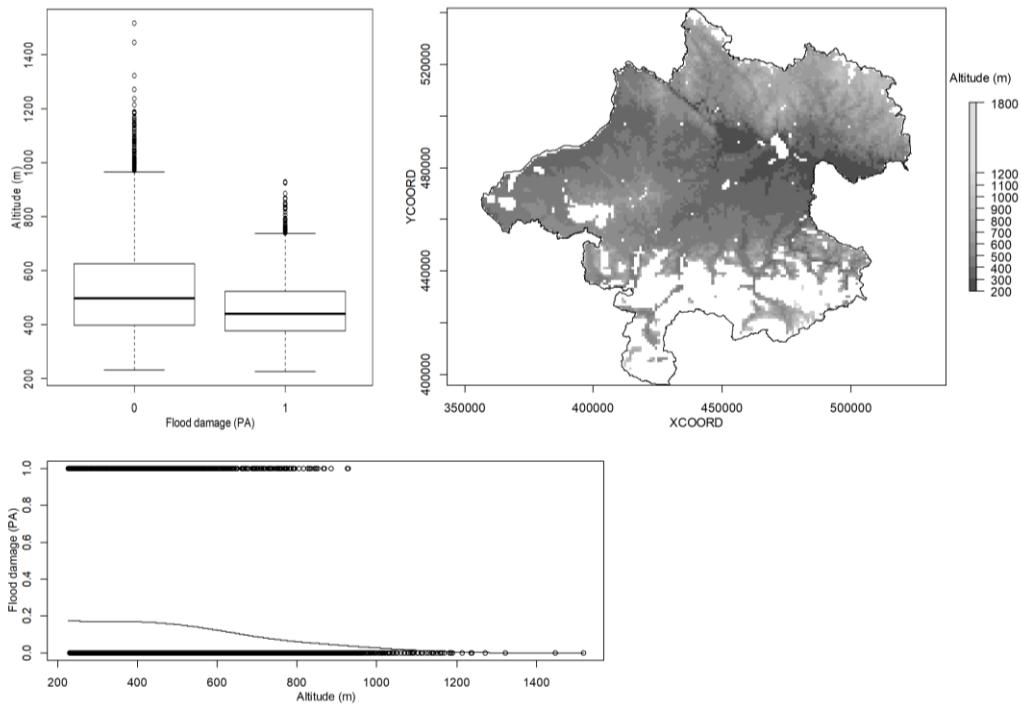 200 400 600 800 1000 1200 1400
Altitude (m)
0 1
Flood damage (PA)
400000 440000 480000 520000
YCOORD
350000 400000 450000 500000
XCOORD
Altitude (m)
1800
1200
1100
1000
900
800
700
600
500
400
300
200
0.0 0.2 0.4 0.6 0.8 1.0
Flood damage (PA)
200 400 600 800 1000 1200 1400
Altitude (m)